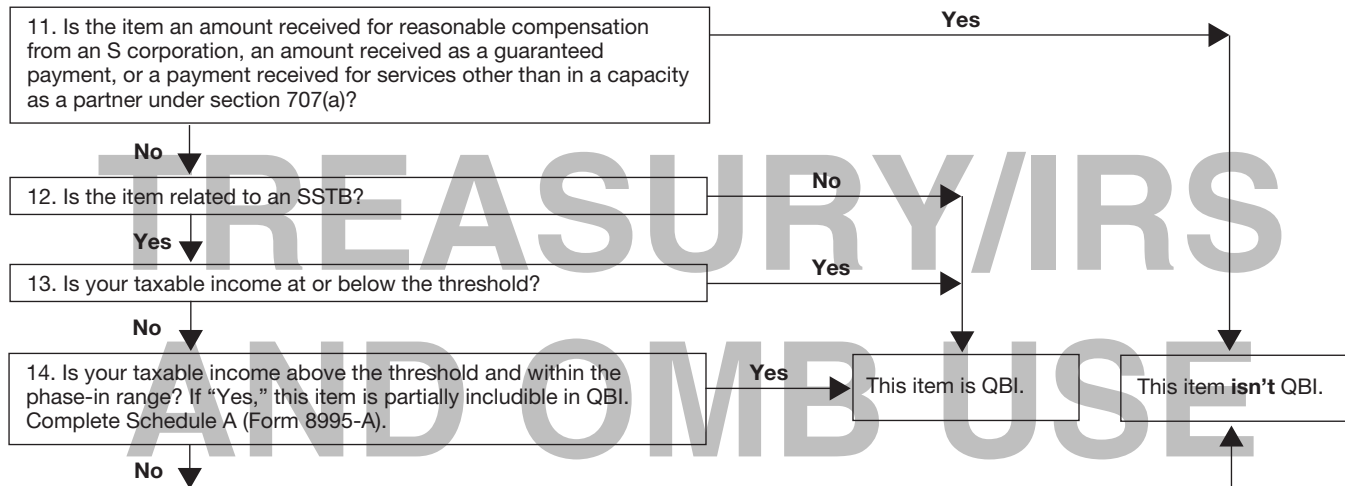 11. Is the item an amount received for reasonable compensation
from an S corporation, an amount received as a guaranteed
payment, or a payment received for services other than in a capacity
as a partner under section 707(a)?
Yes
No
12. Is the item related to an SSTB?
No
Yes
13. Is your taxable income at or below the threshold?
Yes
No
14. Is your taxable income above the threshold and within the
phase-in range? If “Yes,” this item is partially includible in QBI.
Complete Schedule A (Form 8995-A).
Yes
This item is QBI.
This item isn’t QBI.
No
TREASURY/IRS
AND OMB USE